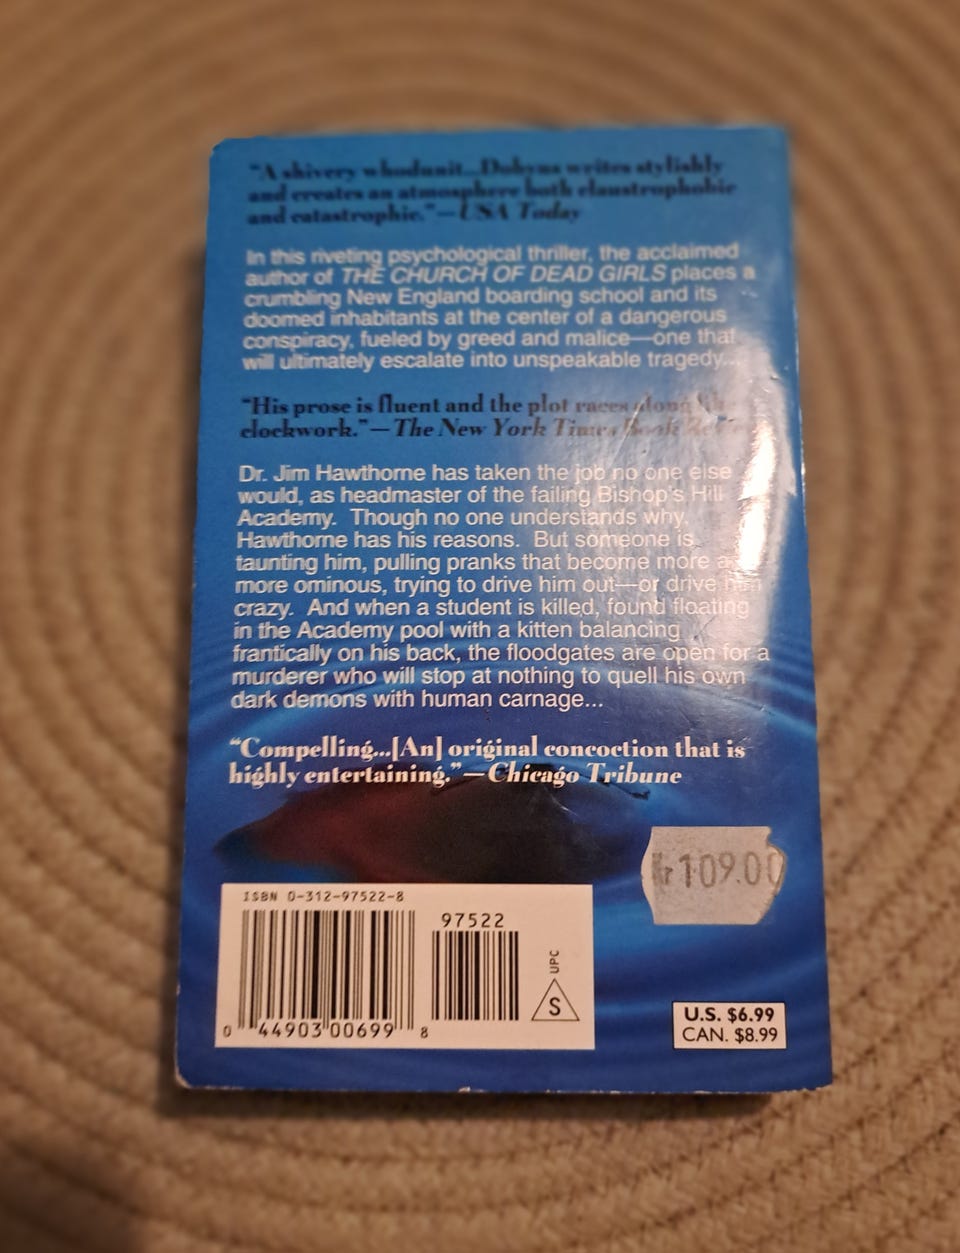 "A shivery whodunit...Dobyns writes stylishly
and creates an atmosphere both claustrophobic
and catastrophic."—USA Today
In this riveting psychological thriller, the acclaimed
author of THE CHURCH OF DEAD GIRLS places a
crumbling New England boarding school and its
doomed inhabitants at the center of a dangerous
conspiracy, fueled by greed and malice—one that
will ultimately escalate into unspeakable tragedy...
"His prose is fluent and the plot races along like
clockwork."—The New York Times Book Review
Dr. Jim Hawthorne has taken the job no one else
would, as headmaster of the failing Bishop's Hill
Academy. Though no one understands why,
Hawthorne has his reasons. But someone is
taunting him, pulling pranks that become more and
more ominous, trying to drive him out—or drive him
crazy. And when a student is killed, found floating
in the Academy pool with a kitten balancing
frantically on his back, the floodgates are open for a
murderer who will stop at nothing to quell his own
dark demons with human carnage...
"Compelling...[An] original concoction that is
highly entertaining."—Chicago Tribune
kr109.00
ISBN 0-312-97522-8
97522
UPC
S
0 44903 00699 8
U.S. $6.99
CAN. $8.99